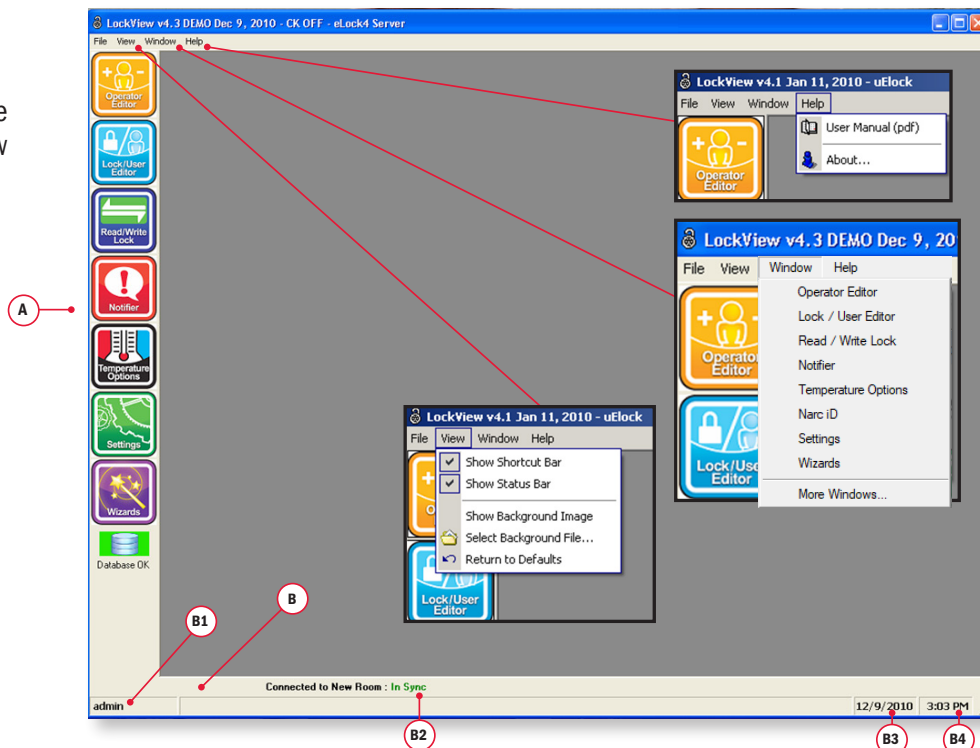 LockView v4.3 DEMO Dec 9, 2010 - CK OFF - eLock4 Server
File View Window Help
Operator
Editor
Lock/User
Editor
Read/Write
Lock
Notifier
Temperature
Options
Settings
Wizards
Database OK
A
LockView v4.1 Jan 11, 2010 - uElock
File View Window Help
Operator
Editor
User Manual (pdf)
About...
LockView v4.3 DEMO Dec 9, 20
File View Window Help
Operator Editor
Lock / User Editor
Read / Write Lock
Notifier
Temperature Options
Narc iD
Settings
Wizards
More Windows...
Editor
Lock/Use
Editor
LockView v4.1 Jan 11, 2010 - uElock
File View Window Help
Show Shortcut Bar
Show Status Bar
Show Background Image
Select Background File...
Return to Defaults
Lock/User
Editor
B1
B
Connected to New Room : In Sync
admin
12/9/2010 3:03 PM
B2
B3
B4